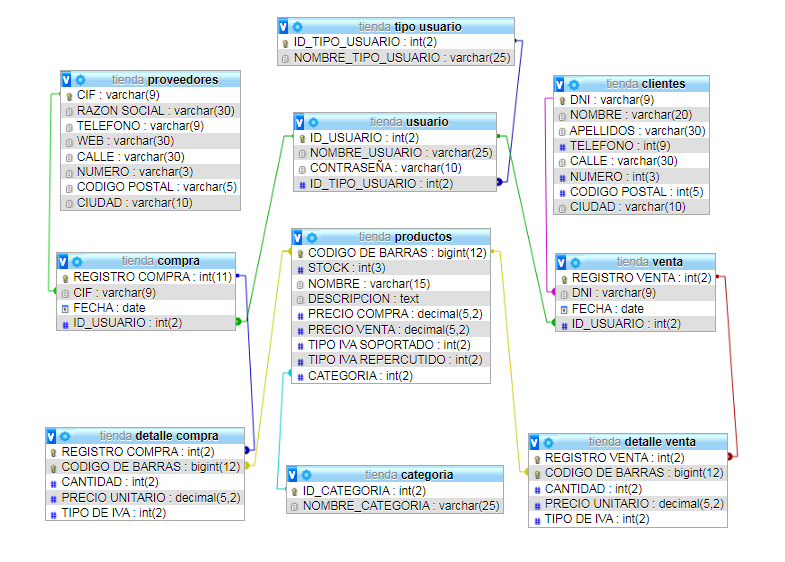 tienda tipo usuario
ID_TIPO_USUARIO : int(2)
NOMBRE_TIPO_USUARIO : varchar(25)
tienda proveedores
CIF : varchar(9)
RAZON SOCIAL : varchar(30)
TELEFONO : varchar(9)
WEB : varchar(30)
CALLE : varchar(30)
NUMERO : varchar(3)
CODIGO POSTAL : varchar(5)
CIUDAD : varchar(10)
tienda usuario
ID_USUARIO : int(2)
NOMBRE_USUARIO : varchar(25)
CONTRASEÑA : varchar(10)
ID_TIPO_USUARIO : int(2)
tienda clientes
DNI : varchar(9)
NOMBRE : varchar(20)
APELLIDOS : varchar(30)
TELEFONO : int(9)
CALLE : varchar(30)
NUMERO : int(3)
CODIGO POSTAL : int(5)
CIUDAD : varchar(10)
tienda compra
REGISTRO COMPRA : int(11)
CIF : varchar(9)
FECHA : date
ID_USUARIO : int(2)
tienda productos
CODIGO DE BARRAS : bigint(12)
STOCK : int(3)
NOMBRE : varchar(15)
DESCRIPCION : text
PRECIO COMPRA : decimal(5,2)
PRECIO VENTA : decimal(5,2)
TIPO IVA SOPORTADO : int(2)
TIPO IVA REPERCUTIDO : int(2)
CATEGORIA : int(2)
tienda venta
REGISTRO VENTA : int(2)
DNI : varchar(9)
FECHA : date
ID_USUARIO : int(2)
tienda detalle compra
REGISTRO COMPRA : int(2)
CODIGO DE BARRAS : bigint(12)
CANTIDAD : int(2)
PRECIO UNITARIO : decimal(5,2)
TIPO DE IVA : int(2)
tienda categoria
ID_CATEGORIA : int(2)
NOMBRE_CATEGORIA : varchar(25)
tienda detalle venta
REGISTRO VENTA : int(2)
CODIGO DE BARRAS : bigint(12)
CANTIDAD : int(2)
PRECIO UNITARIO : decimal(5,2)
TIPO DE IVA : int(2)